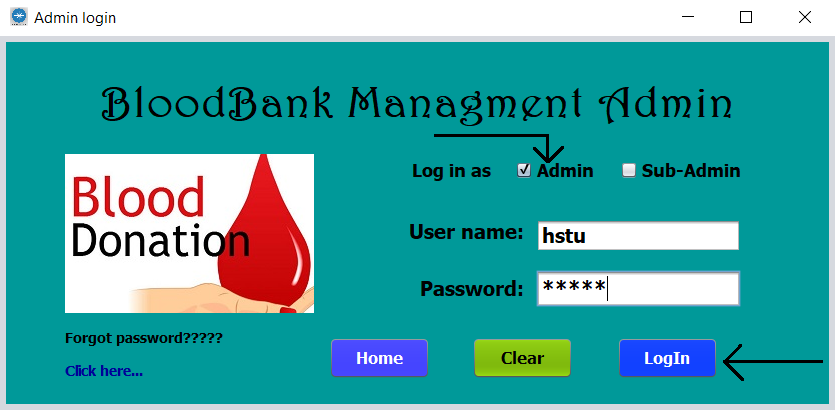 Admin login
BloodBank Managment Admin
Log in as Admin Sub-Admin
Blood
Donation
User name: hstu
Password: *****
Forgot password?????
Click here...
Home Clear LogIn